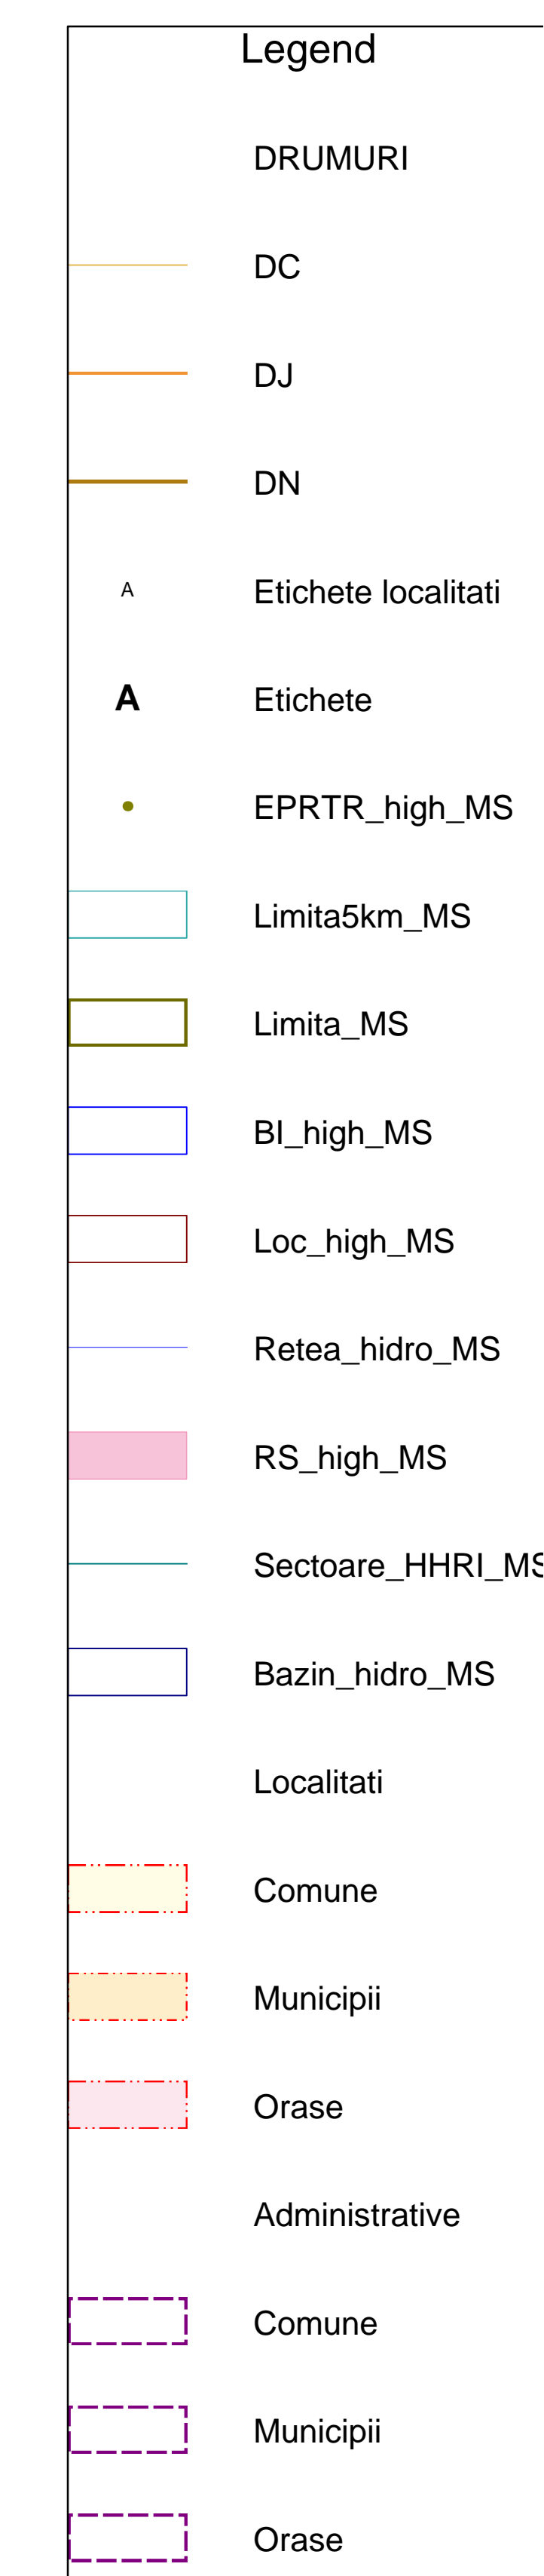 Legend
DRUMURI
DC
DJ
DN
A Etichete localitati
A Etichete
EPRTR_high_MS
Limita5km_MS
Limita_MS
BI_high_MS
Loc_high_MS
Retea_hidro_MS
RS_high_MS
Sectoare_HHRI_MS
Bazin_hidro_MS
Localitati
Comune
Municipii
Orase
Administrative
Comune
Municipii
Orase